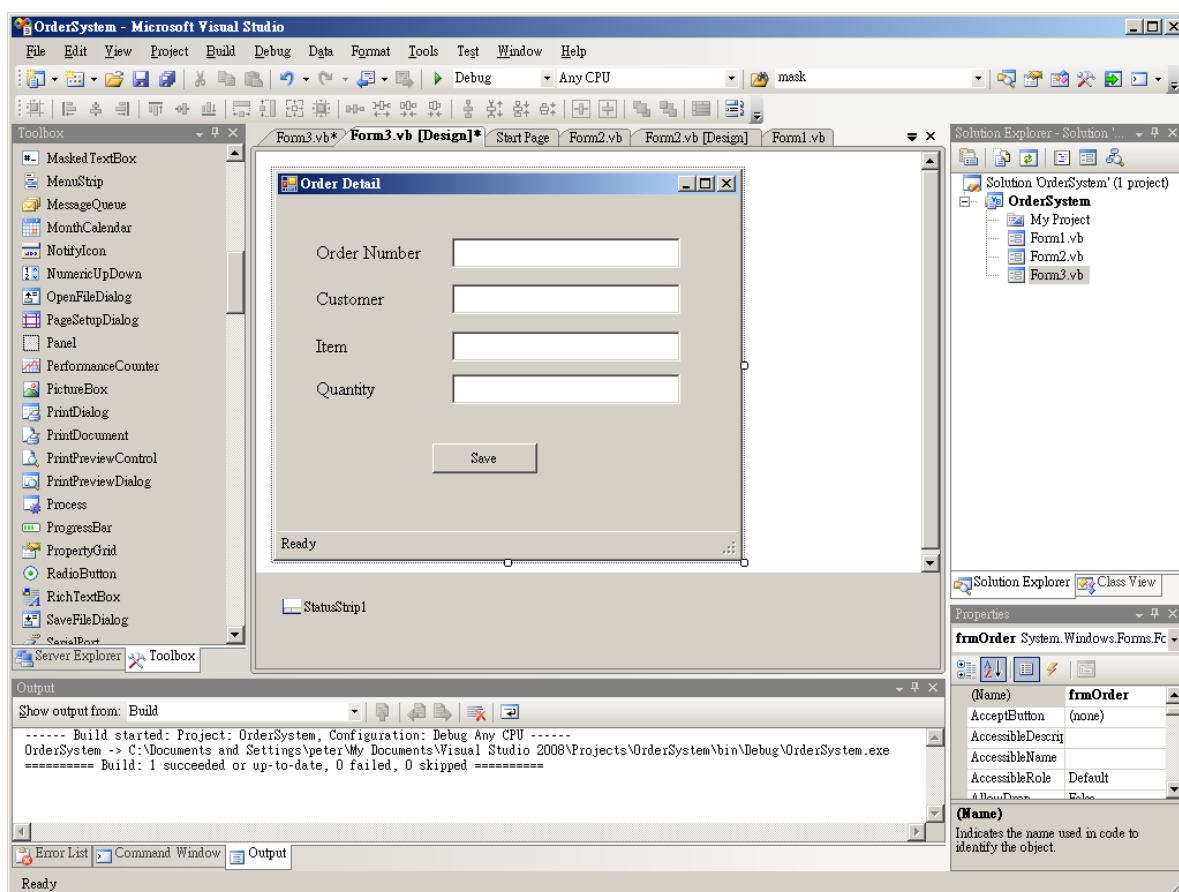 OrderSystem - Microsoft Visual Studio
File Edit View Project Build Debug Data Format Tools Test Window Help
Debug Any CPU mask
Toolbox
MaskedTextBox
MenuStrip
MessageQueue
MonthCalendar
NotifyIcon
NumericUpDown
OpenFileDialog
PageSetupDialog
Panel
PerformanceCounter
PictureBox
PrintDialog
PrintDocument
PrintPreviewControl
PrintPreviewDialog
Process
ProgressBar
PropertyGrid
RadioButton
RichTextBox
SaveFileDialog
SerialPort
Server Explorer Toolbox
Form3.vb* Form3.vb [Design]* Start Page Form2.vb Form2.vb [Design] Form1.vb
Order Detail
Order Number
Customer
Item
Quantity
Save
Ready
StatusStrip1
Solution Explorer - Solution '...
Solution 'OrderSystem' (1 project)
OrderSystem
My Project
Form1.vb
Form2.vb
Form3.vb
Solution Explorer Class View
Properties
frmOrder System.Windows.Forms.Fc
(Name) frmOrder
AcceptButton (none)
AccessibleDescrip
AccessibleName
AccessibleRole Default
AllowDrop False
(Name)
Indicates the name used in code to
identify the object.
Output
Show output from: Build
------ Build started: Project: OrderSystem, Configuration: Debug Any CPU ------
OrderSystem -> C:\Documents and Settings\peter\My Documents\Visual Studio 2008\Projects\OrderSystem\bin\Debug\OrderSystem.exe
========== Build: 1 succeeded or up-to-date, 0 failed, 0 skipped ==========
Error List Command Window Output
Ready